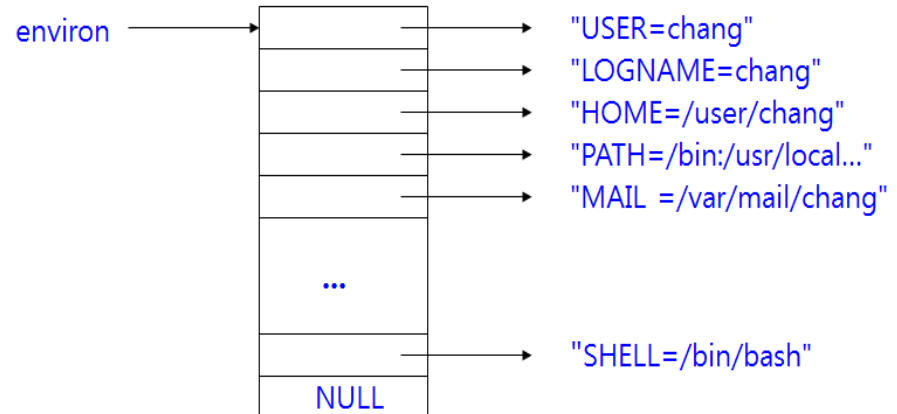 environ
"USER=chang"
"LOGNAME=chang"
"HOME=/user/chang"
"PATH=/bin:/usr/local..."
"MAIL =/var/mail/chang"
...
"SHELL=/bin/bash"
NULL